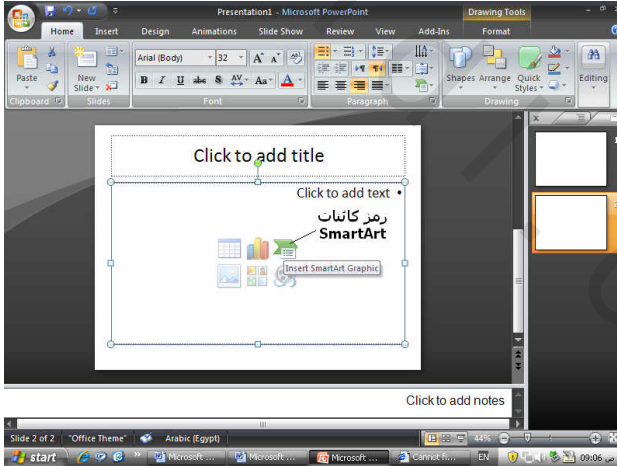 Presentation1 - Microsoft PowerPoint
Drawing Tools
Home Insert Design Animations Slide Show Review View Add-Ins Format
Arial (Body) 32
Paste
New
Slide
Shapes Arrange Quick
Styles
Editing
Clipboard Slides Font Paragraph Drawing
Click to add title
Click to add text •
رمز كائنات
SmartArt
Insert SmartArt Graphic
Click to add notes
Slide 2 of 2 "Office Theme" Arabic (Egypt) 44%
start Microsoft ... Microsoft ... Microsoft ... Cannot fi... EN 09:06 ص